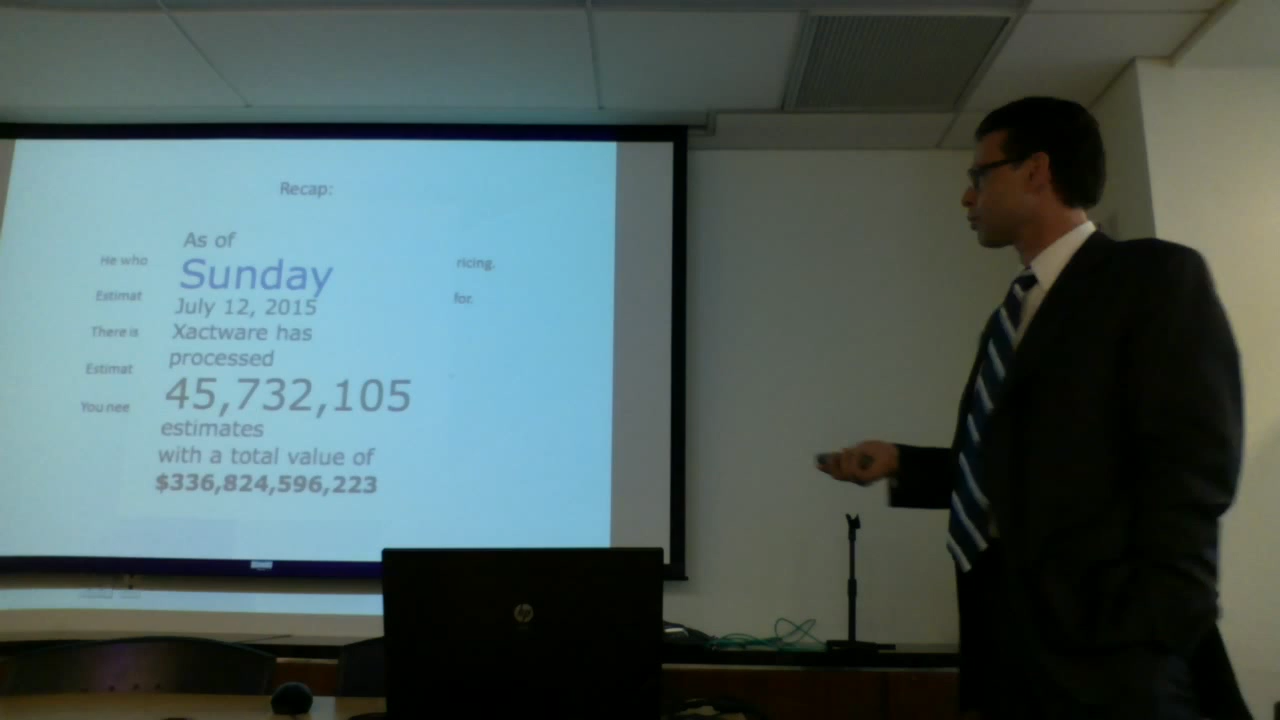 Recap:
As of
Sunday
July 12, 2015
Xactware has
processed
45,732,105
estimates
with a total value of
$336,824,596,223
He who
ricing.
Estimat
for.
There is
Estimat
You nee
hp